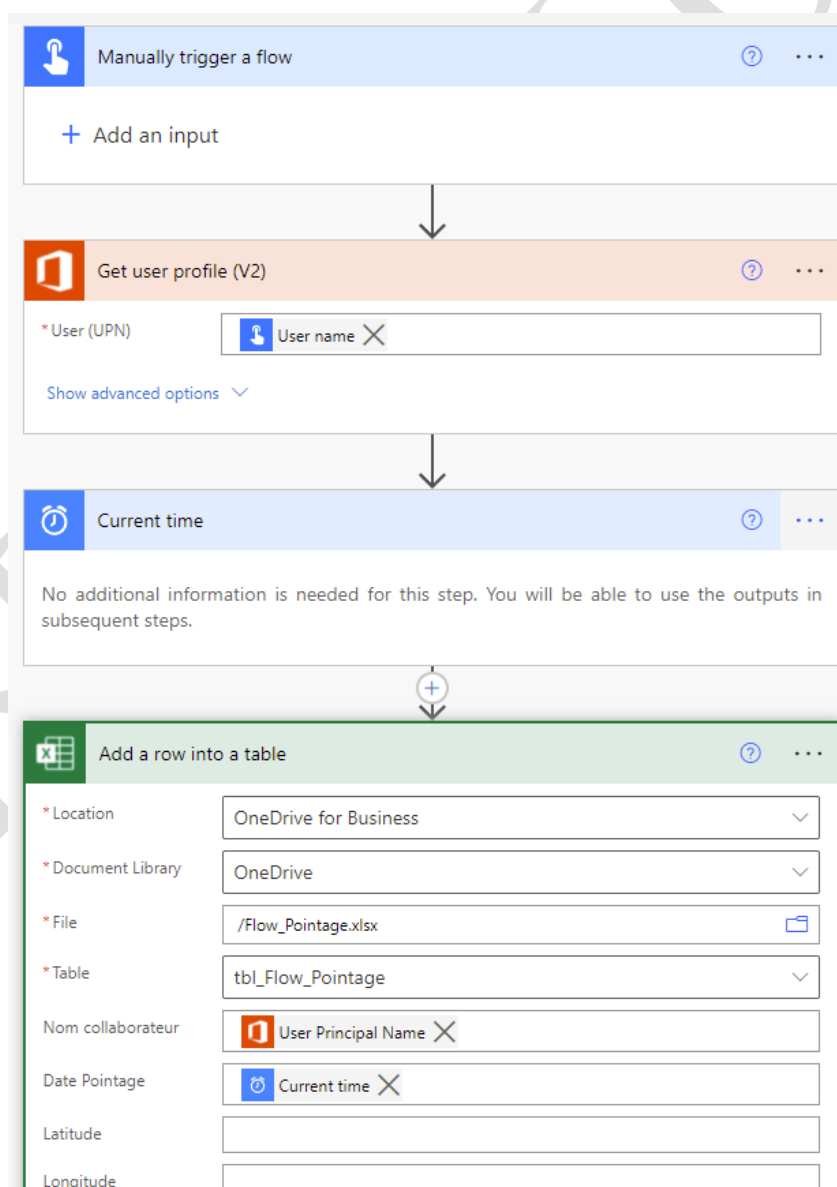 Manually trigger a flow
Add an input
Get user profile (V2)
* User (UPN)
User name
Show advanced options
Current time
No additional information is needed for this step. You will be able to use the outputs in
subsequent steps.
Add a row into a table
* Location
OneDrive for Business
* Document Library
OneDrive
* File
/Flow_Pointage.xlsx
* Table
tbl_Flow_Pointage
Nom collaborateur
User Principal Name
Date Pointage
Current time
Latitude
Longitude